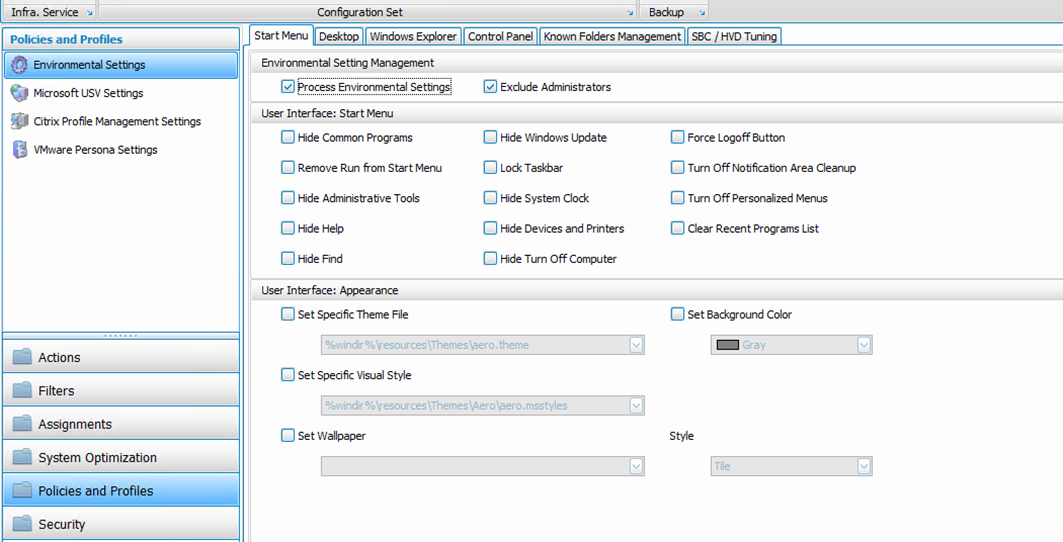 Infra. Service Configuration Set Backup
Policies and Profiles
Environmental Settings
Microsoft USV Settings
Citrix Profile Management Settings
VMware Persona Settings
Actions
Filters
Assignments
System Optimization
Policies and Profiles
Security
Start Menu Desktop Windows Explorer Control Panel Known Folders Management SBC / HVD Tuning
Environmental Setting Management
Process Environmental Settings Exclude Administrators
User Interface: Start Menu
Hide Common Programs Hide Windows Update Force Logoff Button
Remove Run from Start Menu Lock Taskbar Turn Off Notification Area Cleanup
Hide Administrative Tools Hide System Clock Turn Off Personalized Menus
Hide Help Hide Devices and Printers Clear Recent Programs List
Hide Find Hide Turn Off Computer
User Interface: Appearance
Set Specific Theme File Set Background Color
%windir%\resources\Themes\aero.theme Gray
Set Specific Visual Style
%windir%\resources\Themes\Aero\aero.msstyles
Set Wallpaper Style
Tile